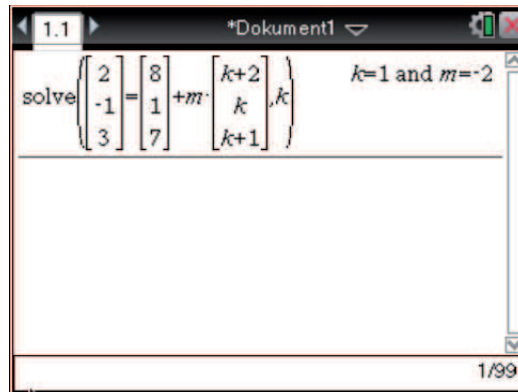 1.1 *Dokument1
solve([2 -1 3]=[8 1 7]+m·[k+2 k k+1],k) k=1 and m=-2
1/99